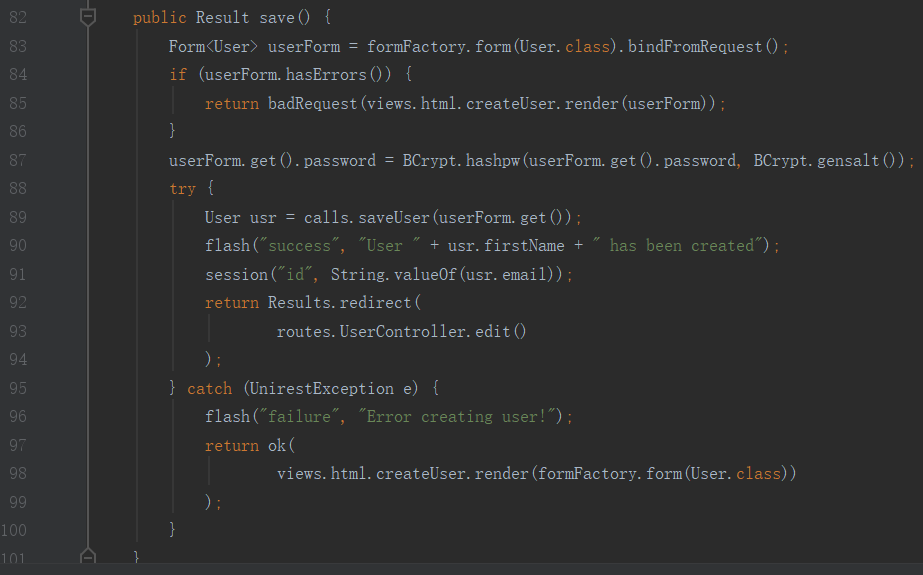 82 public Result save() {
83 Form<User> userForm = formFactory.form(User.class).bindFromRequest();
84 if (userForm.hasErrors()) {
85 return badRequest(views.html.createUser.render(userForm));
86 }
87 userForm.get().password = BCrypt.hashpw(userForm.get().password, BCrypt.gensalt());
88 try {
89 User usr = calls.saveUser(userForm.get());
90 flash("success", "User " + usr.firstName + " has been created");
91 session("id", String.valueOf(usr.email));
92 return Results.redirect(
93 routes.UserController.edit()
94 );
95 } catch (UnirestException e) {
96 flash("failure", "Error creating user!");
97 return ok(
98 views.html.createUser.render(formFactory.form(User.class))
99 );
100 }
101 }